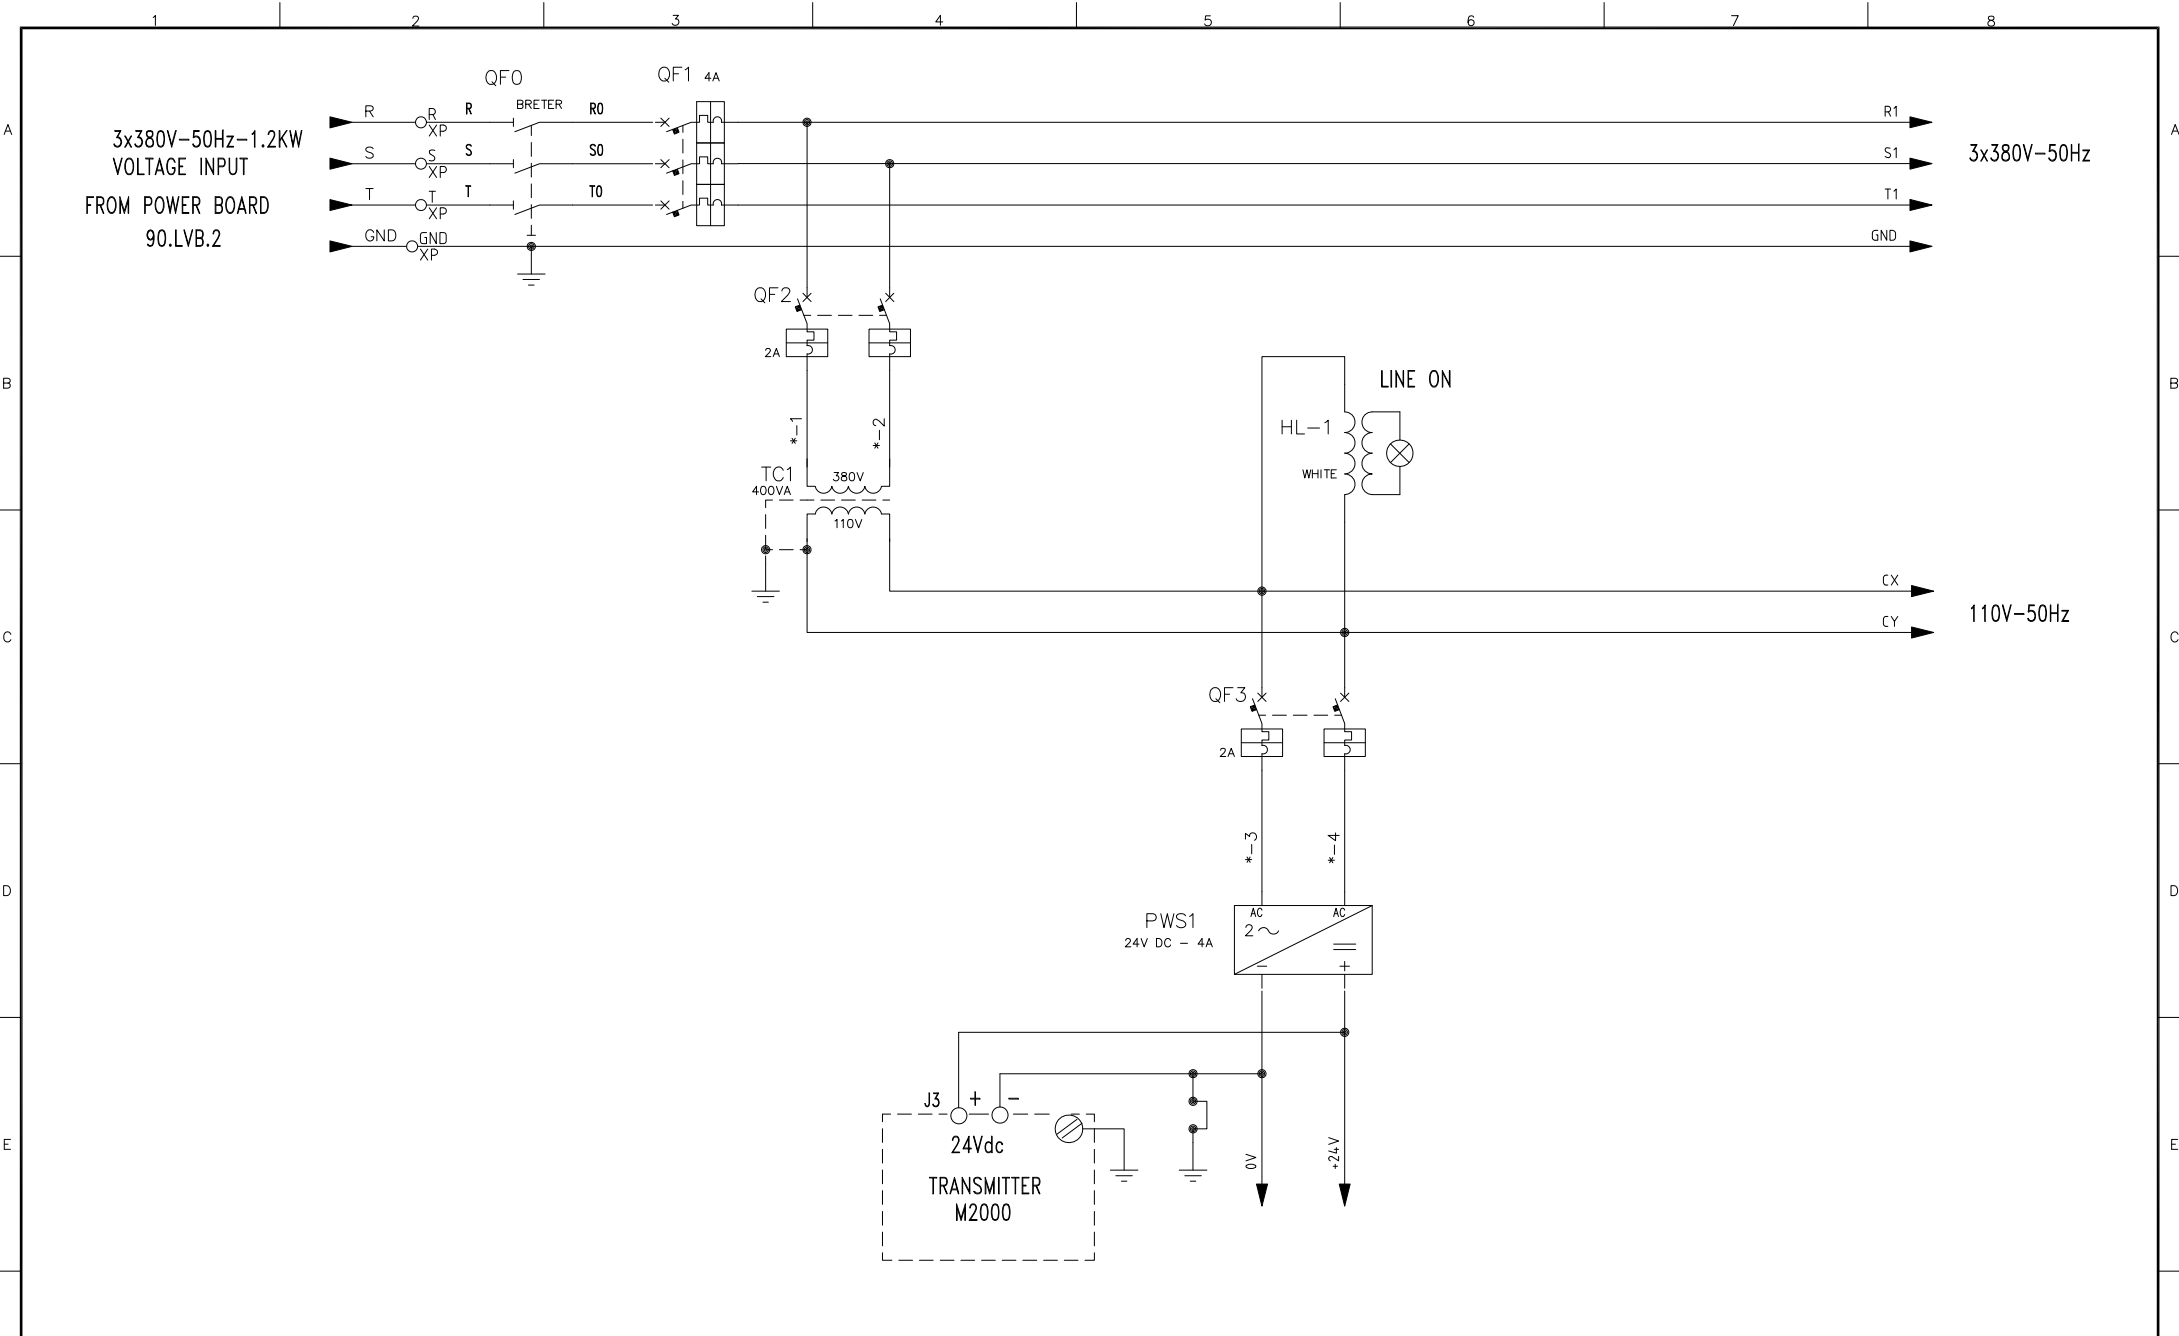 1 2 3 4 5 6 7 8
QF0 QF1 4A
BRETER
R R R R0 R1
XP
A A
3x380V-50Hz-1.2KW
VOLTAGE INPUT
S S S S0 S1
XP
3x380V-50Hz
FROM POWER BOARD
90.LVB.2
T T T T0 T1
XP
GND GND GND
XP
QF2
2A
B B
LINE ON
*-1 *-2
HL-1
WHITE
TC1
400VA
380V
110V
CX
CY
110V-50Hz
C C
QF3
2A
*-3 *-4
D D
PWS1
24V DC - 4A
AC AC
2
- +
J3 + -
24Vdc
E E
0V +24V
TRANSMITTER
M2000